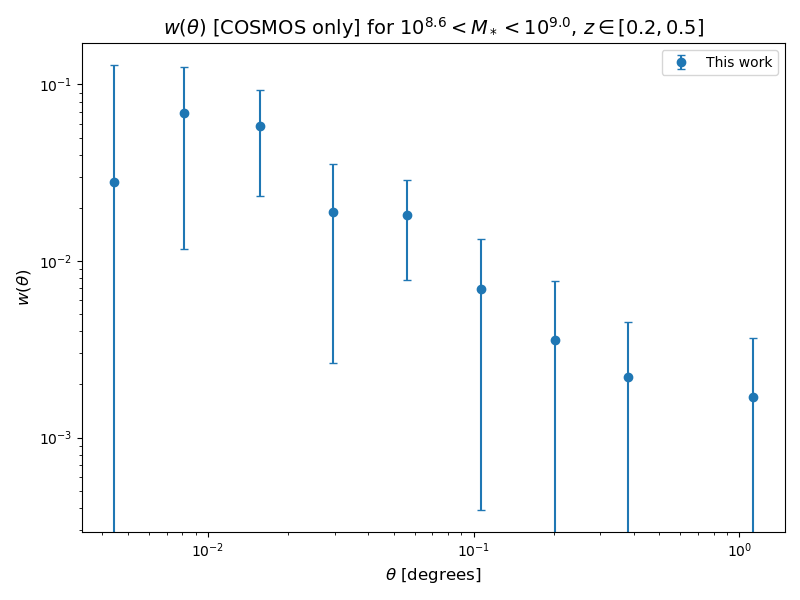 w(θ) [COSMOS only] for 10^8.6 < M_* < 10^9.0, z ∈ [0.2, 0.5]
This work
10^-1
10^-2
10^-3
w(θ)
10^-2 10^-1 10^0
θ [degrees]